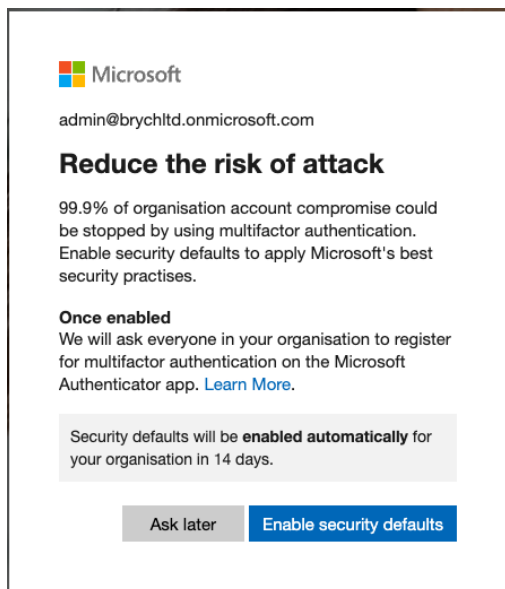 Microsoft
admin@brychltd.onmicrosoft.com
Reduce the risk of attack
99.9% of organisation account compromise could
be stopped by using multifactor authentication.
Enable security defaults to apply Microsoft's best
security practises.
Once enabled
We will ask everyone in your organisation to register
for multifactor authentication on the Microsoft
Authenticator app. Learn More.
Security defaults will be enabled automatically for
your organisation in 14 days.
Ask later
Enable security defaults